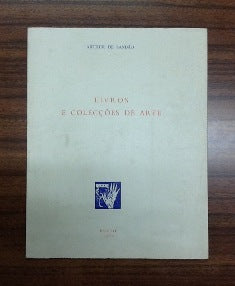 ARTHUR DE SANDÃO
LIVROS
E COLECÇÕES DE ARTE